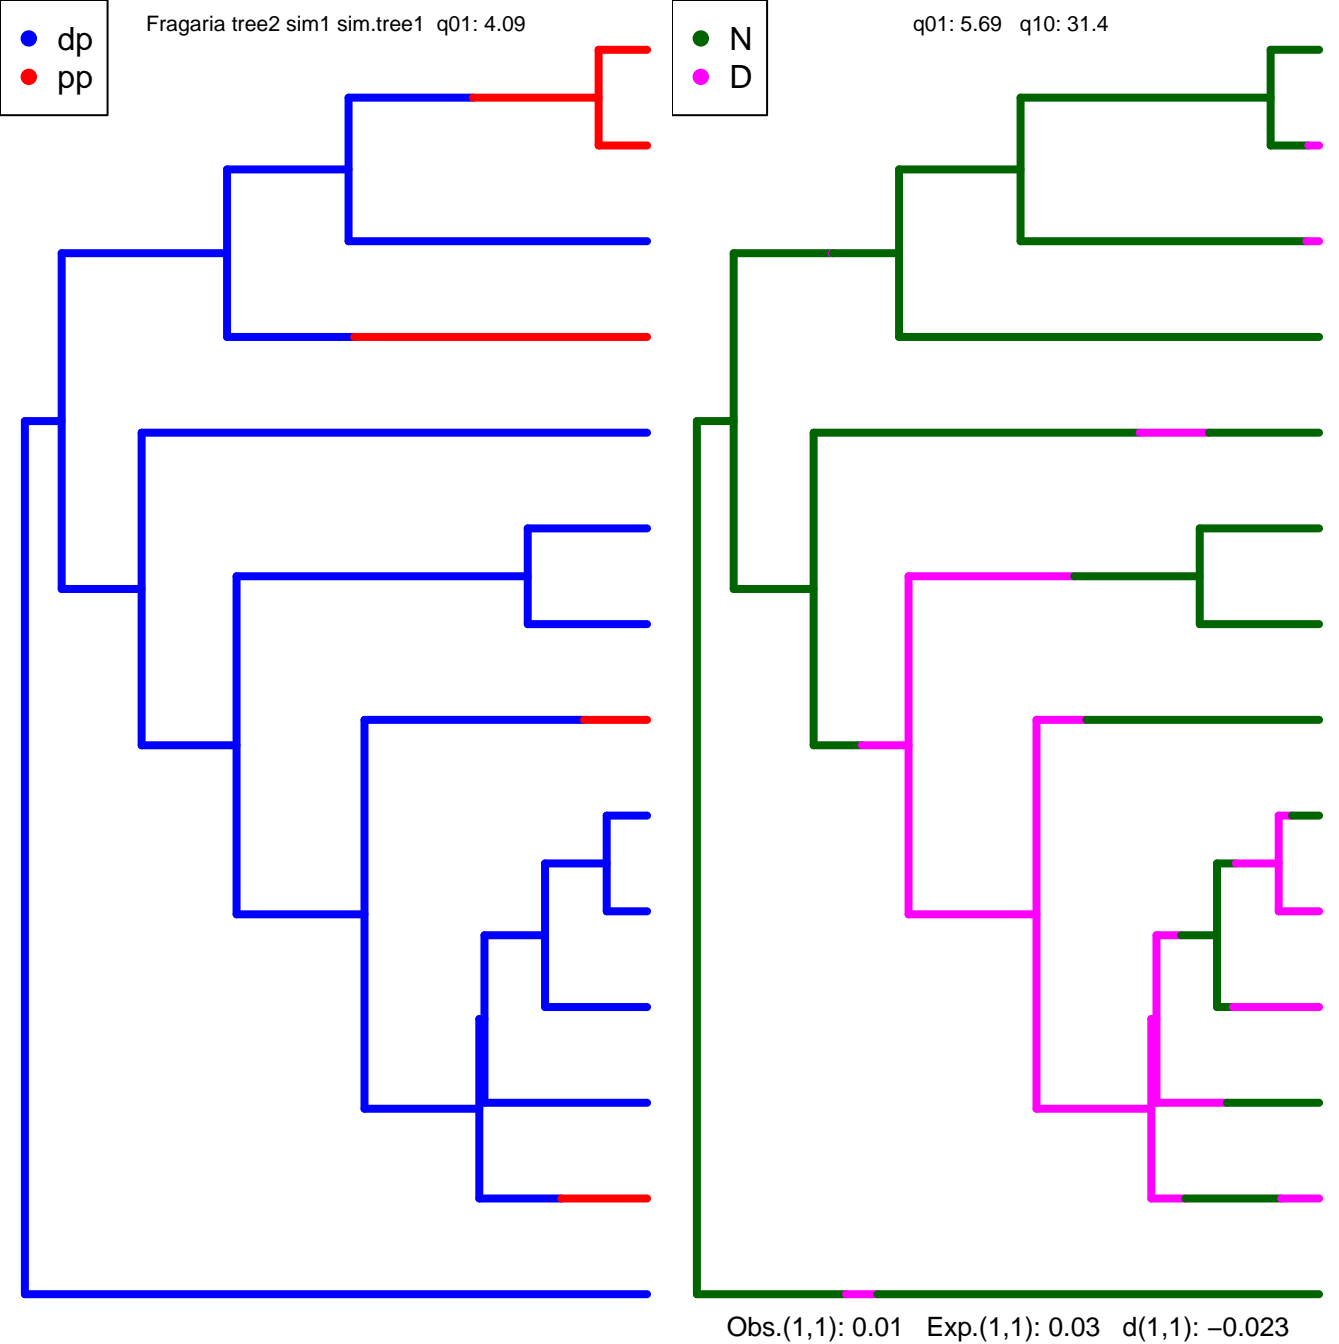 Fragaria tree2 sim1 sim.tree1  q01: 4.09
dp
pp
q01: 5.69   q10: 31.4
N
D
Obs.(1,1): 0.01   Exp.(1,1): 0.03   d(1,1): −0.023